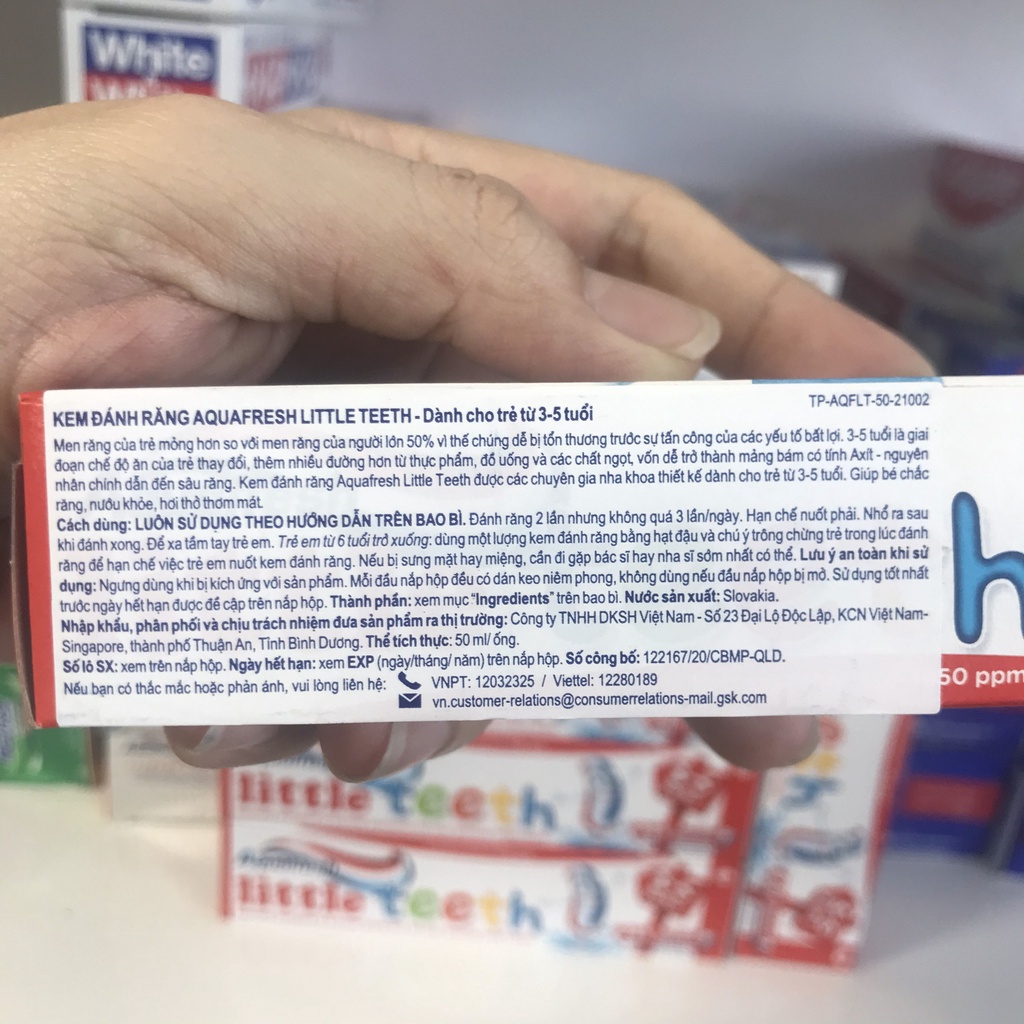 White
KEM ĐÁNH RĂNG AQUAFRESH LITTLE TEETH - Dành cho trẻ từ 3-5 tuổi
TP-AQFLT-50-21002
Men răng của trẻ mỏng hơn so với men răng của người lớn 50% vì thế chúng dễ bị tổn thương trước sự tấn công của các yếu tố bất lợi. 3-5 tuổi là giai
đoạn chế độ ăn của trẻ thay đổi, thêm nhiều đường hơn từ thực phẩm, đồ uống và các chất ngọt, vốn dễ trở thành mảng bám có tính Axít - nguyên
nhân chính dẫn đến sâu răng. Kem đánh răng Aquafresh Little Teeth được các chuyên gia nha khoa thiết kế dành cho trẻ từ 3-5 tuổi. Giúp bé chắc
răng, nướu khỏe, hơi thở thơm mát.
Cách dùng: LUÔN SỬ DỤNG THEO HƯỚNG DẪN TRÊN BAO BÌ. Đánh răng 2 lần nhưng không quá 3 lần/ngày. Hạn chế nuốt phải. Nhổ ra sau
khi đánh xong. Để xa tầm tay trẻ em. Trẻ em từ 6 tuổi trở xuống: dùng một lượng kem đánh răng bằng hạt đậu và chú ý trông chừng trẻ trong lúc đánh
răng để hạn chế việc trẻ em nuốt kem đánh răng. Nếu bị sưng mặt hay miệng, cần đi gặp bác sĩ hay nha sĩ sớm nhất có thể. Lưu ý an toàn khi sử
dụng: Ngưng dùng khi bị kích ứng với sản phẩm. Mỗi đầu nắp hộp đều có dán keo niêm phong, không dùng nếu đầu nắp hộp bị mở. Sử dụng tốt nhất
trước ngày hết hạn được đề cập trên nắp hộp. Thành phần: xem mục "Ingredients" trên bao bì. Nước sản xuất: Slovakia.
Nhập khẩu, phân phối và chịu trách nhiệm đưa sản phẩm ra thị trường: Công ty TNHH DKSH Việt Nam - Số 23 Đại Lộ Độc Lập, KCN Việt Nam-
Singapore, thành phố Thuận An, Tỉnh Bình Dương. Thể tích thực: 50 ml/ ống.
Số lô SX: xem trên nắp hộp. Ngày hết hạn: xem EXP (ngày/tháng/ năm) trên nắp hộp. Số công bố: 122167/20/CBMP-QLD.
Nếu bạn có thắc mắc hoặc phản ánh, vui lòng liên hệ: VNPT: 12032325 / Viettel: 12280189
vn.customer-relations@consumerrelations-mail.gsk.com
h
50 ppm
little teeth
little teeth